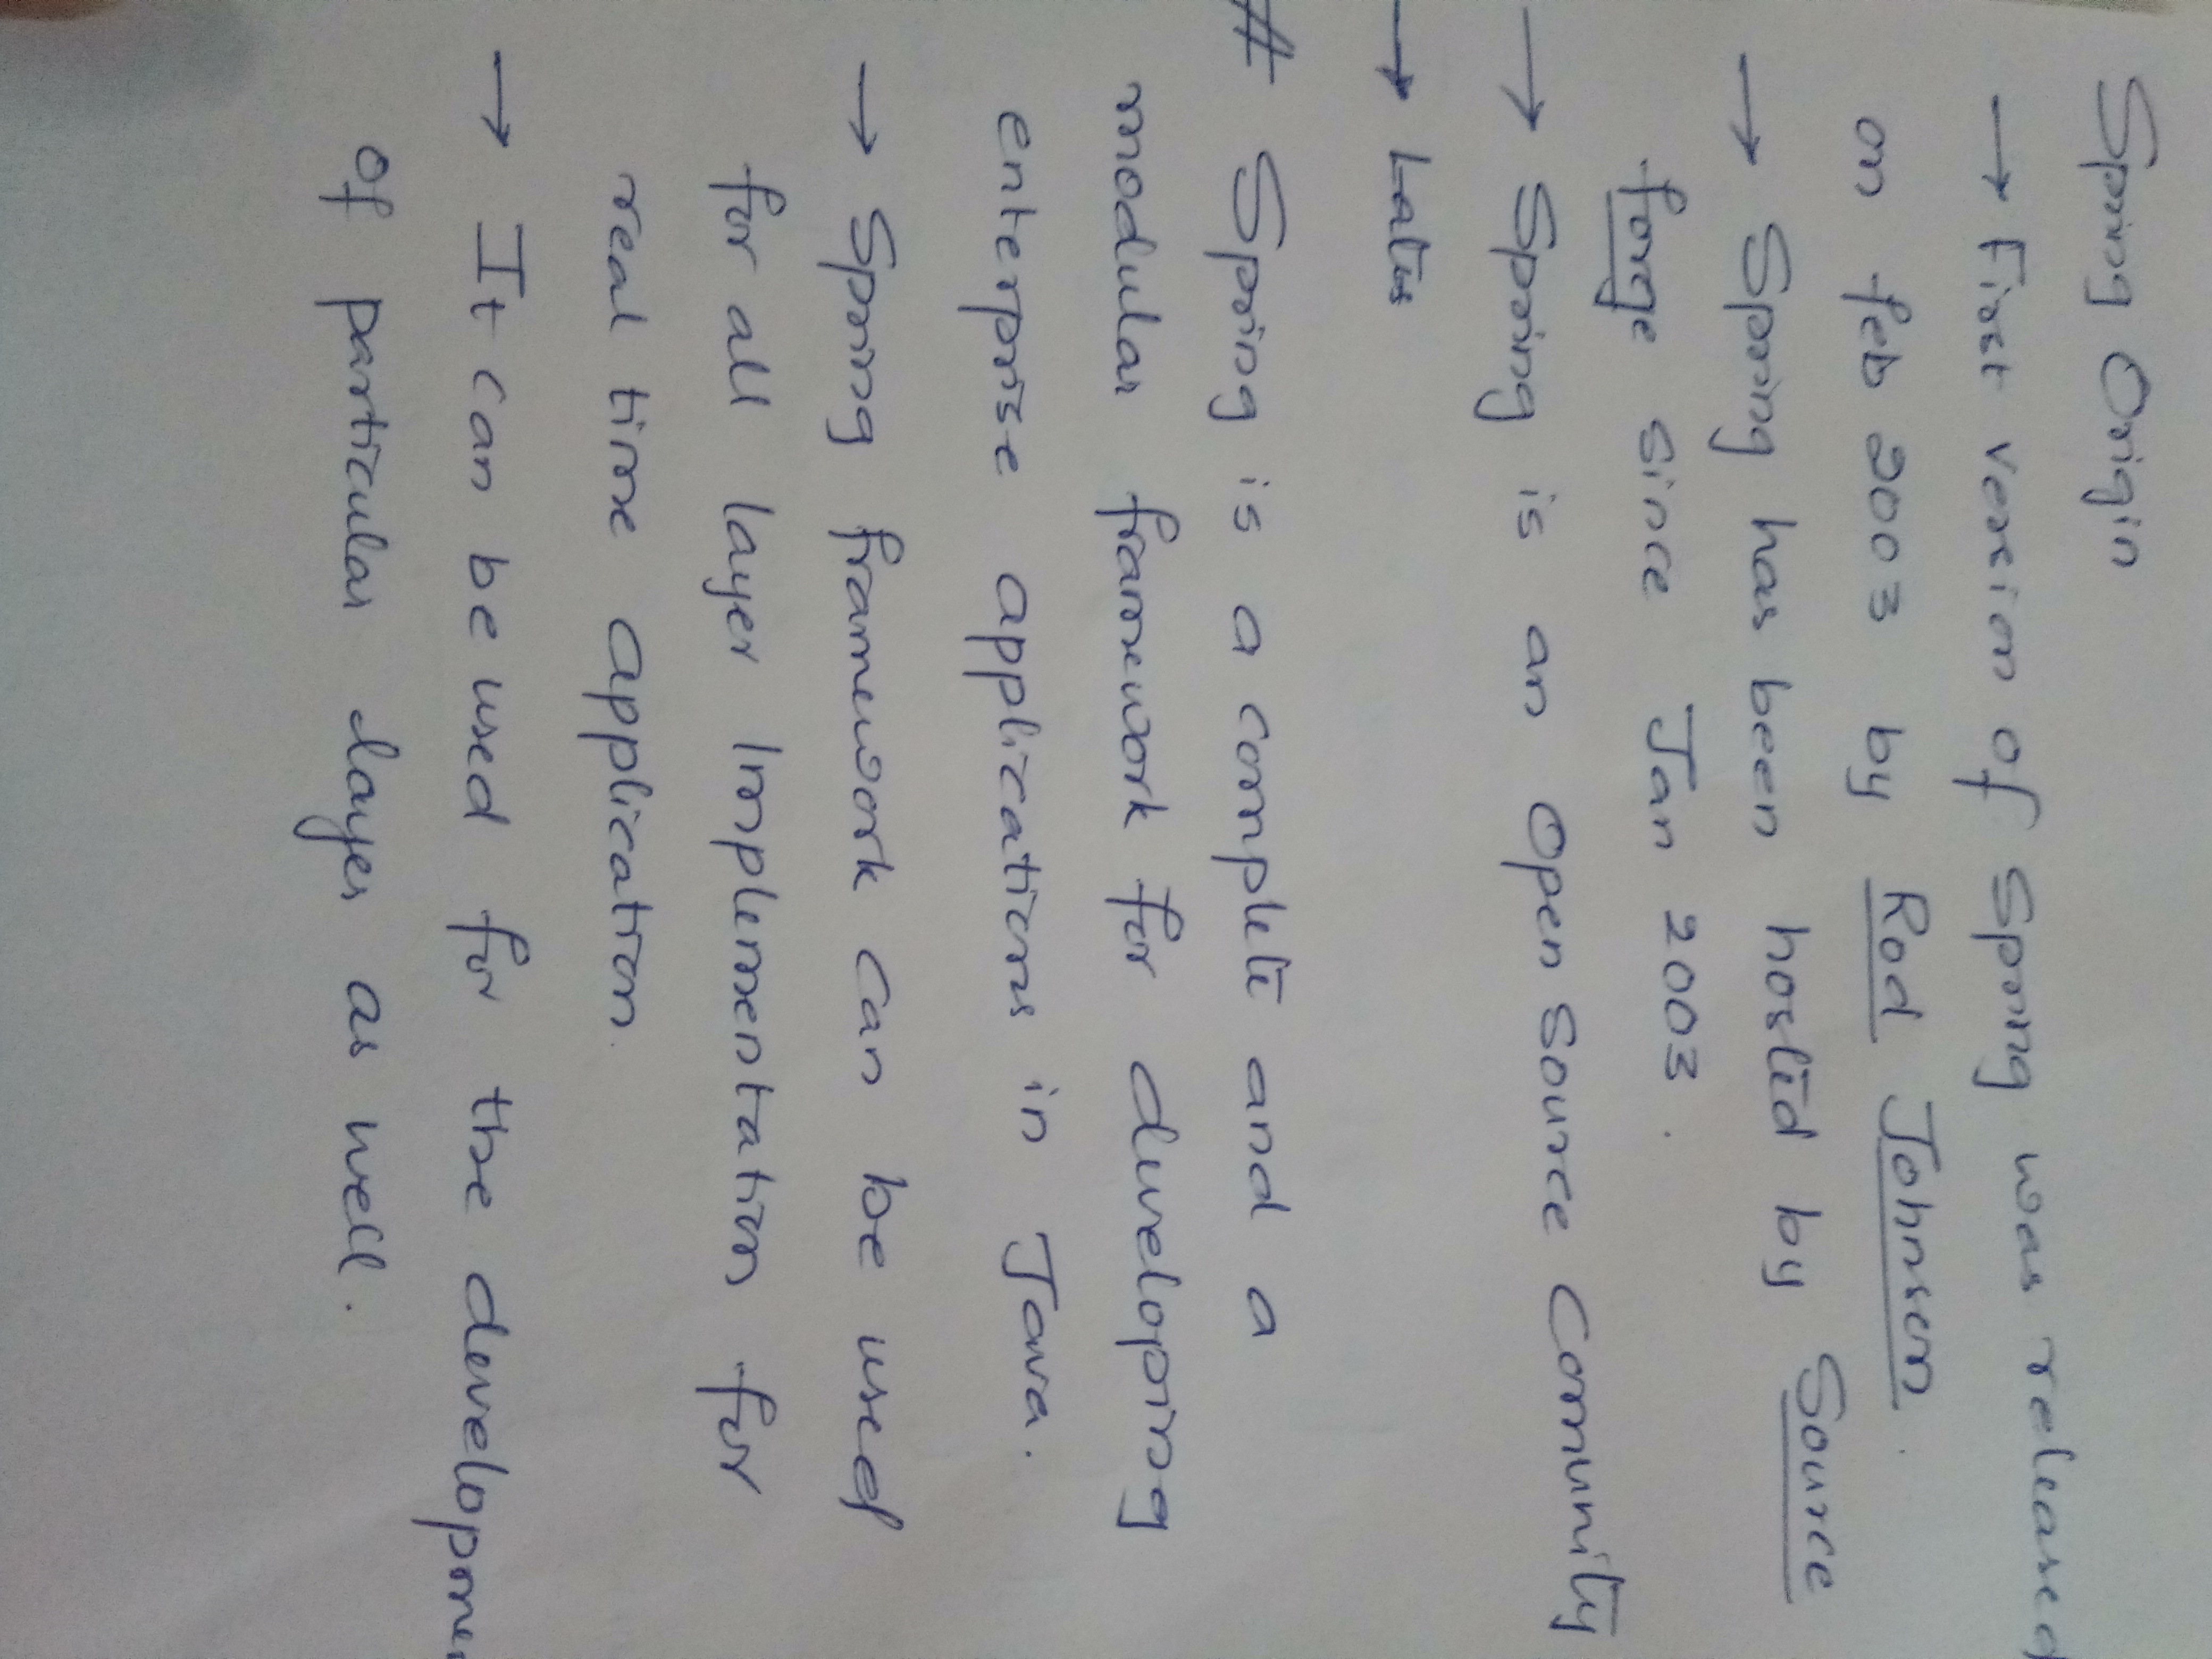 Spring Origin
→ First version of Spring was released
on feb 2003 by Rod Johnson.
→ Spring has been hosted by Source
forge since Jan 2003.
→ Spring is an Open Source Community
→ Lates
# Spring is a complete and a
modular framework for developing
enterprise applications in Java.
→ Spring framework can be used
for all layer Implementation for
real time application.
→ It can be used for the developmen
of particular layer as well.